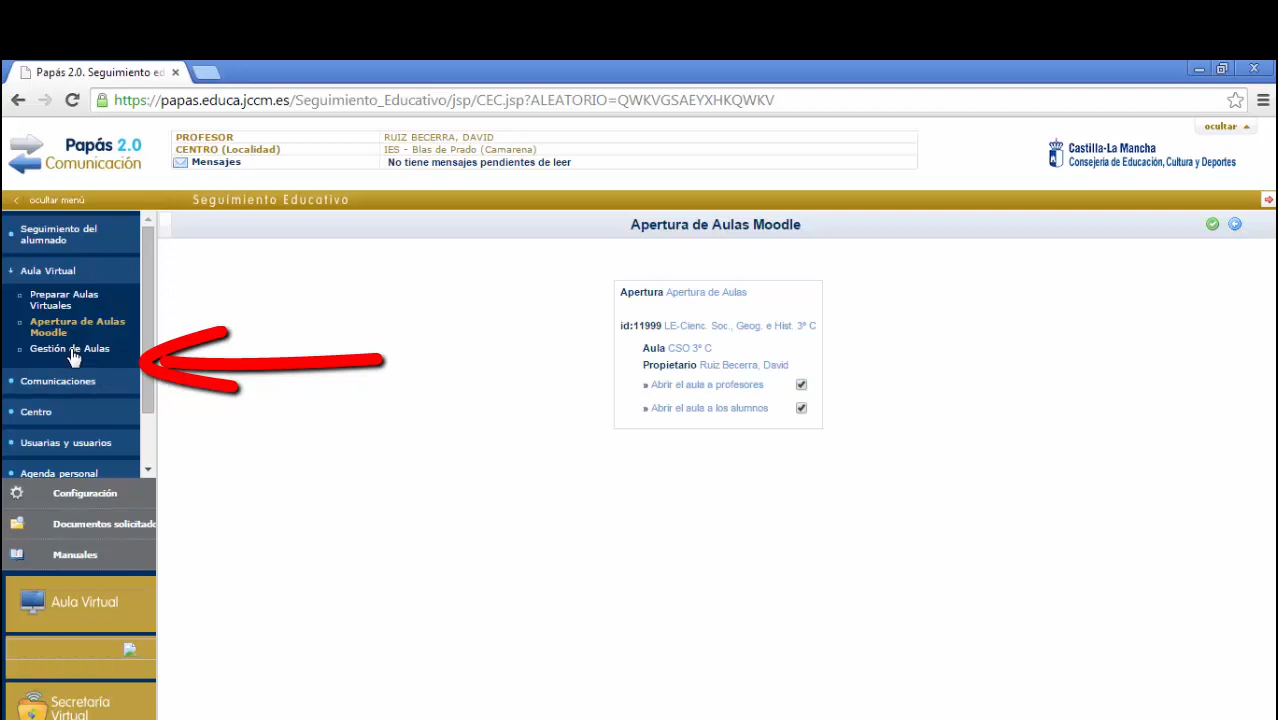 Papás 2.0. Seguimiento ed
https://papas.educa.jccm.es/Seguimiento_Educativo/jsp/CEC.jsp?ALEATORIO=QWKVGSAEYXHKQWKV
ocultar
Papás 2.0
Comunicación
PROFESOR RUIZ BECERRA, DAVID
CENTRO (Localidad) IES - Blas de Prado (Camarena)
Mensajes No tiene mensajes pendientes de leer
Castilla-La Mancha
Consejería de Educación, Cultura y Deportes
ocultar menú
Seguimiento Educativo
Seguimiento del
alumnado
Aula Virtual
Preparar Aulas
Virtuales
Apertura de Aulas
Moodle
Gestión de Aulas
Comunicaciones
Centro
Usuarias y usuarios
Agenda personal
Configuración
Documentos solicitado
Manuales
Aula Virtual
Secretaría
Virtual
Apertura de Aulas Moodle
Apertura Apertura de Aulas
id:11999 LE-Cienc. Soc., Geog. e Hist. 3º C
Aula CSO 3º C
Propietario Ruiz Becerra, David
» Abrir el aula a profesores
» Abrir el aula a los alumnos